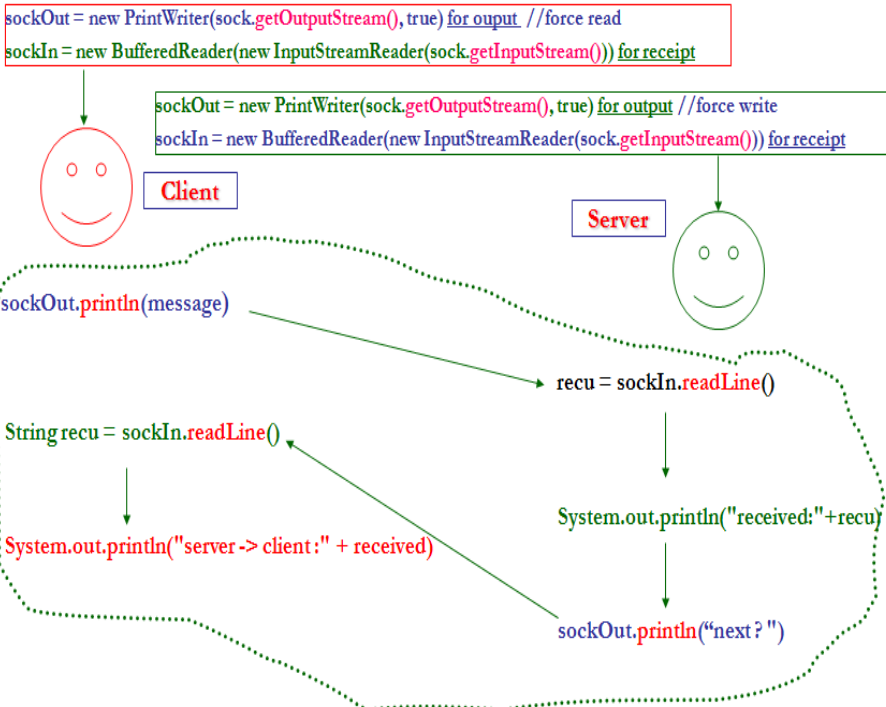 sockOut = new PrintWriter(sock.getOutputStream(), true) for ouput //force read
sockIn = new BufferedReader(new InputStreamReader(sock.getInputStream())) for receipt
sockOut = new PrintWriter(sock.getOutputStream(), true) for output //force write
sockIn = new BufferedReader(new InputStreamReader(sock.getInputStream())) for receipt
Client
Server
sockOut.println(message)
recu = sockIn.readLine()
String recu = sockIn.readLine()
System.out.println("received:"+recu)
System.out.println("server -> client :" + received)
sockOut.println(“next ? ")